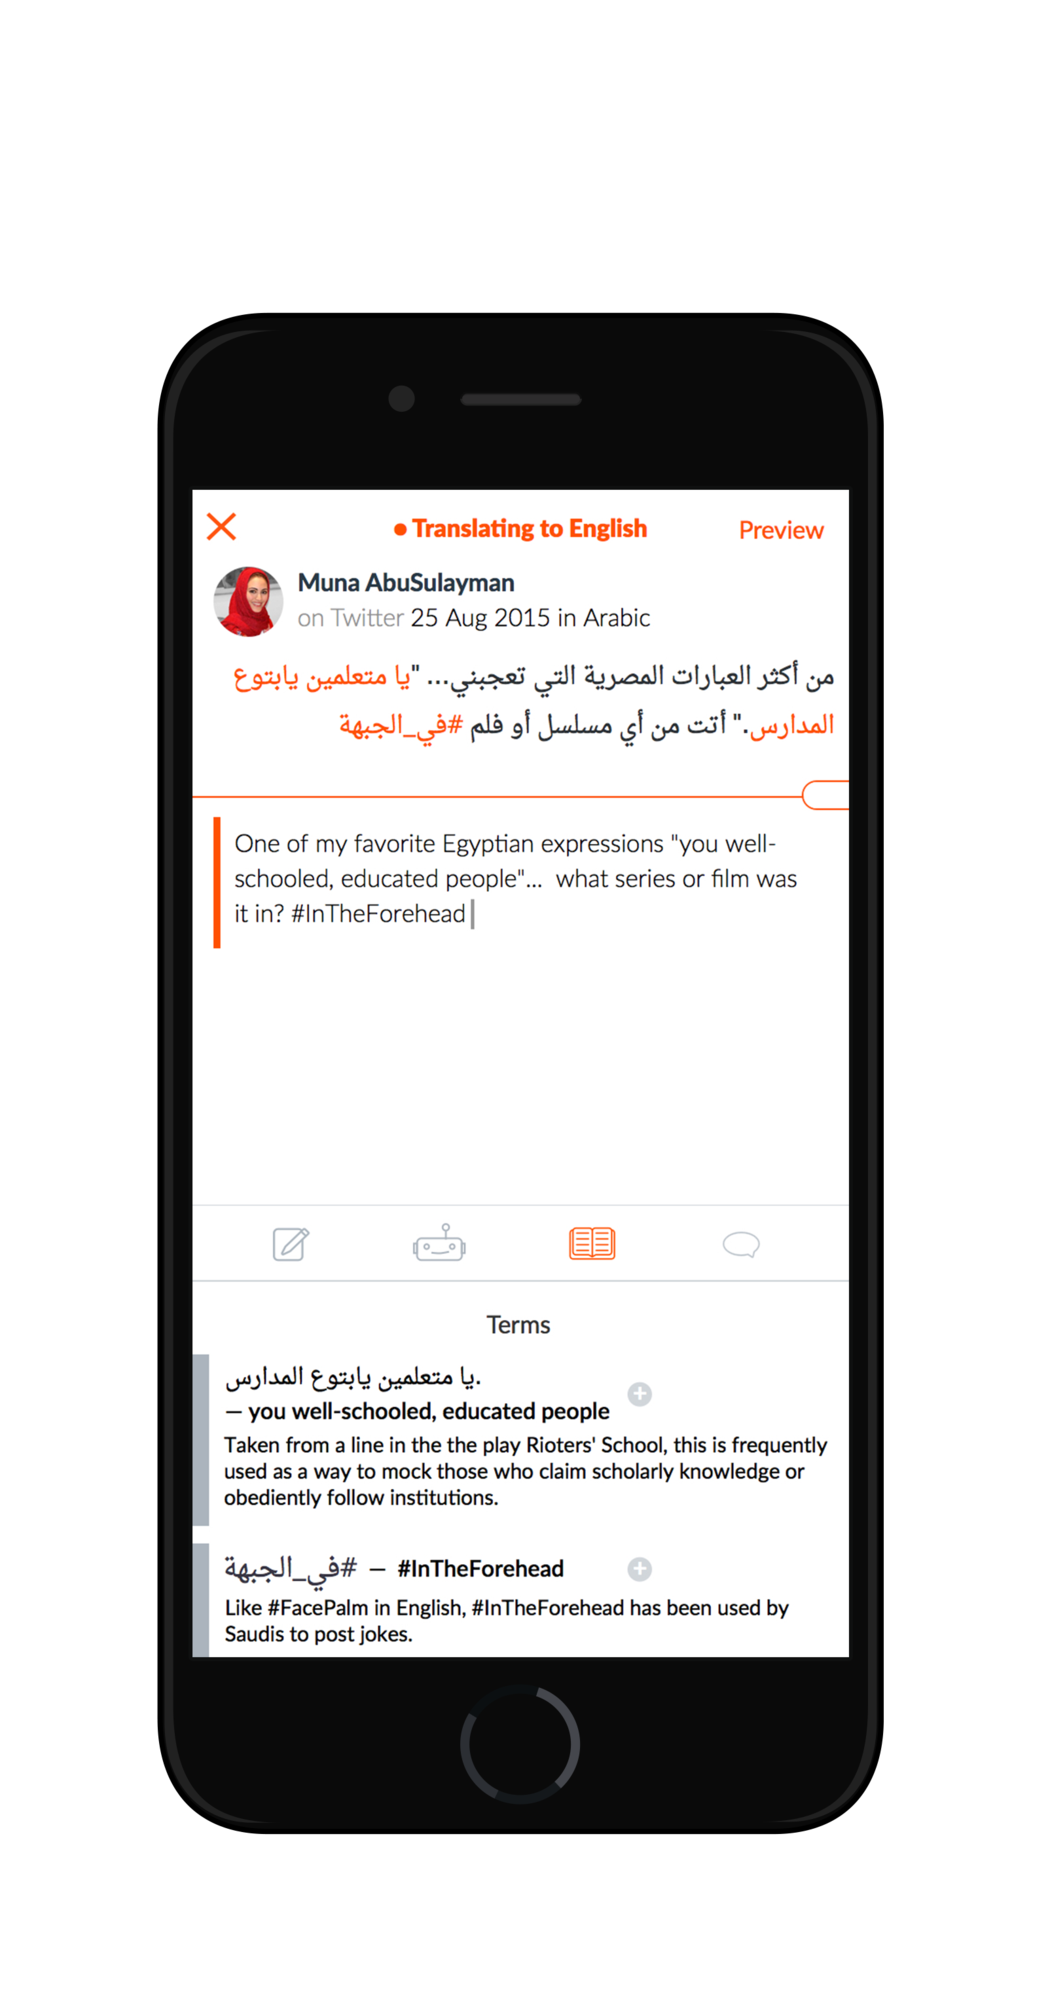 Translating to English
Preview
Muna AbuSulayman
on Twitter 25 Aug 2015 in Arabic
من أكثر العبارات المصرية التي تعجبني... "يا متعلمين يابتوع
المدارس." أتت من أي مسلسل أو فلم #في_الجبهة
One of my favorite Egyptian expressions "you well-
schooled, educated people"... what series or film was
it in? #InTheForehead
Terms
يا متعلمين يابتوع المدارس.
— you well-schooled, educated people
Taken from a line in the the play Rioters' School, this is frequently
used as a way to mock those who claim scholarly knowledge or
obediently follow institutions.
#في_الجبهة — #InTheForehead
Like #FacePalm in English, #InTheForehead has been used by
Saudis to post jokes.